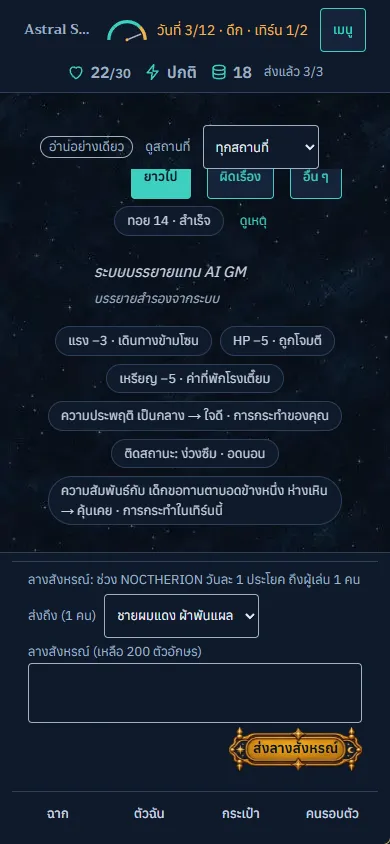 Astral S...
วันที่ 3/12 · ดึก · เทิร์น 1/2
เมนู
22/30
ปกติ
18
ส่งแล้ว 3/3
อ่านอย่างเดียว
ดูสถานที่
ทุกสถานที่
ยาวไป
ผิดเรื่อง
อื่น ๆ
ทอย 14 · สำเร็จ
ดูเหตุ
ระบบบรรยายแทน AI GM
บรรยายสำรองจากระบบ
แรง −3 · เดินทางข้ามโซน
HP −5 · ถูกโจมตี
เหรียญ −5 · ค่าที่พักโรงเตี๊ยม
ความประพฤติ เป็นกลาง → ใจดี · การกระทำของคุณ
ติดสถานะ: ง่วงซึม · อดนอน
ความสัมพันธ์กับ เด็กขอทานตาบอดข้างหนึ่ง ห่างเหิน
→ คุ้นเคย · การกระทำในเทิร์นนี้
ลางสังหรณ์: ช่วง NOCTHERION วันละ 1 ประโยค ถึงผู้เล่น 1 คน
ส่งถึง (1 คน)
ชายผมแดง ผ้าพันแผล
ลางสังหรณ์ (เหลือ 200 ตัวอักษร)
ส่งลางสังหรณ์
ฉาก
ตัวฉัน
กระเป๋า
คนรอบตัว